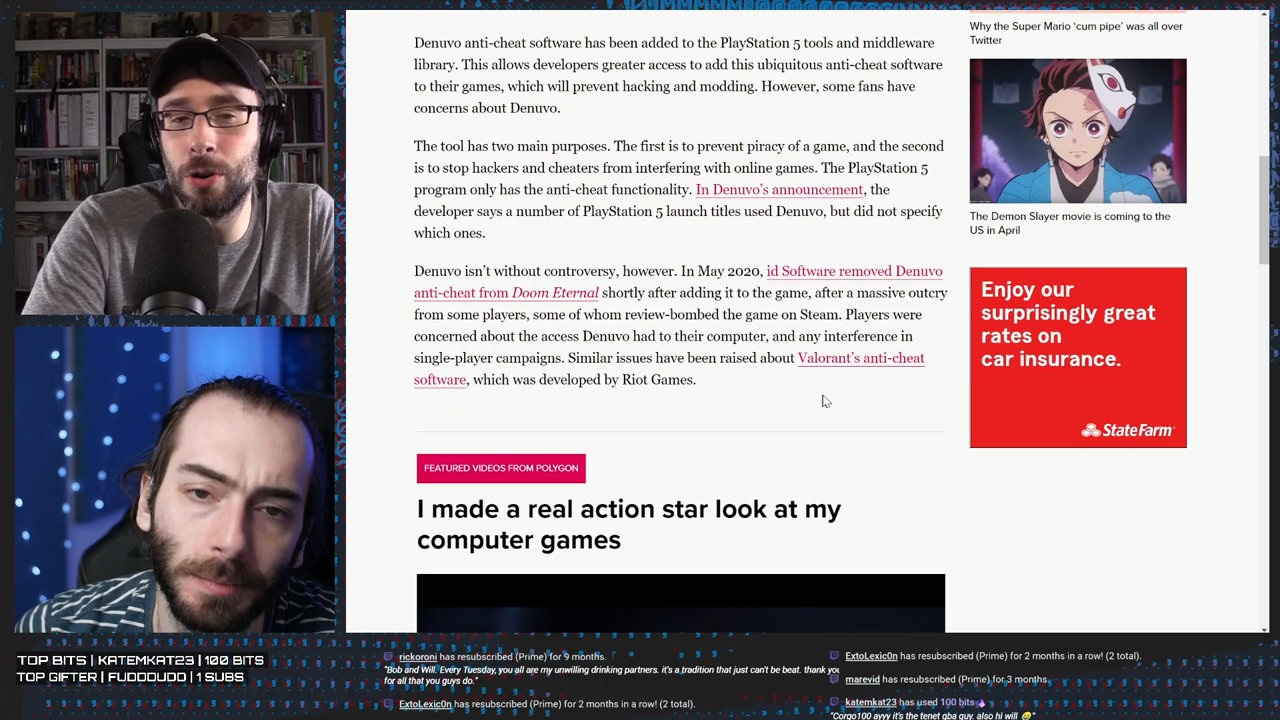 Denuvo anti-cheat software has been added to the PlayStation 5 tools and middleware
library. This allows developers greater access to add this ubiquitous anti-cheat software
to their games, which will prevent hacking and modding. However, some fans have
concerns about Denuvo.
The tool has two main purposes. The first is to prevent piracy of a game, and the second
is to stop hackers and cheaters from interfering with online games. The PlayStation 5
program only has the anti-cheat functionality. In Denuvo’s announcement, the
developer says a number of PlayStation 5 launch titles used Denuvo, but did not specify
which ones.
Denuvo isn’t without controversy, however. In May 2020, id Software removed Denuvo
anti-cheat from Doom Eternal shortly after adding it to the game, after a massive outcry
from some players, some of whom review-bombed the game on Steam. Players were
concerned about the access Denuvo had to their computer, and any interference in
single-player campaigns. Similar issues have been raised about Valorant’s anti-cheat
software, which was developed by Riot Games.
FEATURED VIDEOS FROM POLYGON
I made a real action star look at my
computer games
Why the Super Mario ‘cum pipe’ was all over
Twitter
The Demon Slayer movie is coming to the
US in April
Enjoy our
surprisingly great
rates on
car insurance.
StateFarm
TOP BITS | KATEMKAT23 | 100 BITS
TOP GIFTER | FUDDOUDO | 1 SUBS
rickoroni has resubscribed (Prime) for 9 months.
"Bob and Will. Every Tuesday, you all are my unwilling drinking partners. it's a tradition that just can't be beat. thank you
for all that you guys do."
ExtoLexic0n has resubscribed (Prime) for 2 months in a row! (2 total).
ExtoLexic0n has resubscribed (Prime) for 2 months in a row! (2 total).
marevid has resubscribed (Prime) for 3 months.
katemkat23 has used 100 bits
"Corgo100 ayyy it's the tenet gba guy. also hi will